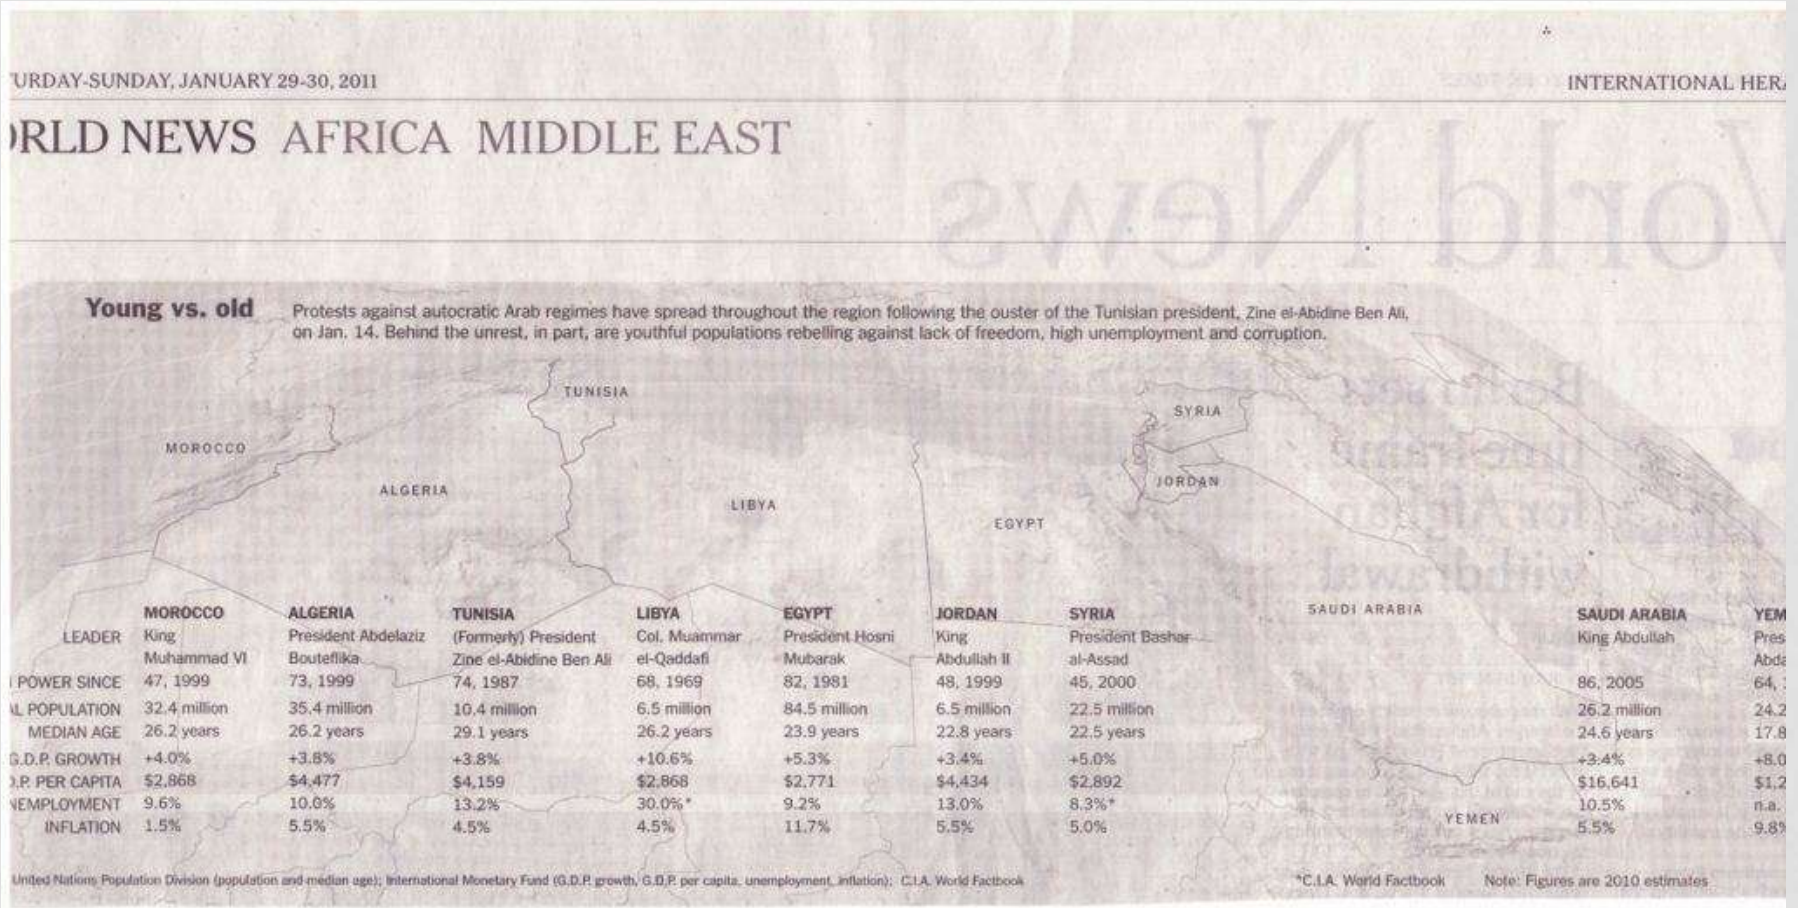 TURDAY-SUNDAY, JANUARY 29-30, 2011
INTERNATIONAL HERA
ORLD NEWS AFRICA MIDDLE EAST
World News
Young vs. old
Protests against autocratic Arab regimes have spread throughout the region following the ouster of the Tunisian president, Zine el-Abidine Ben Ali,
on Jan. 14. Behind the unrest, in part, are youthful populations rebelling against lack of freedom, high unemployment and corruption.
TUNISIA
SYRIA
MOROCCO
JORDAN
ALGERIA
LIBYA
EGYPT
SAUDI ARABIA
YEMEN
MOROCCO ALGERIA TUNISIA LIBYA EGYPT JORDAN SYRIA SAUDI ARABIA YEM
LEADER King President Abdelaziz (Formerly) President Col. Muammar President Hosni King President Bashar King Abdullah Pres
Muhammad VI Bouteflika Zine el-Abidine Ben Ali el-Qaddafi Mubarak Abdullah II al-Assad Abda
POWER SINCE 47, 1999 73, 1999 74, 1987 68, 1969 82, 1981 48, 1999 45, 2000 86, 2005 64,
AL POPULATION 32.4 million 35.4 million 10.4 million 6.5 million 84.5 million 6.5 million 22.5 million 26.2 million 24.2
MEDIAN AGE 26.2 years 26.2 years 29.1 years 26.2 years 23.9 years 22.8 years 22.5 years 24.6 years 17.8
G.D.P. GROWTH +4.0% +3.8% +3.8% +10.6% +5.3% +3.4% +5.0% +3.4% +8.0
D.P. PER CAPITA $2,868 $4,477 $4,159 $2,868 $2,771 $4,434 $2,892 $16,641 $1,2
NEMPLOYMENT 9.6% 10.0% 13.2% 30.0%* 9.2% 13.0% 8.3%* 10.5% n.a.
INFLATION 1.5% 5.5% 4.5% 4.5% 11.7% 5.5% 5.0% 5.5% 9.8%
United Nations Population Division (population and median age); International Monetary Fund (G.D.P. growth, G.D.P. per capita, unemployment, inflation); C.I.A. World Factbook
*C.I.A. World Factbook
Note: Figures are 2010 estimates